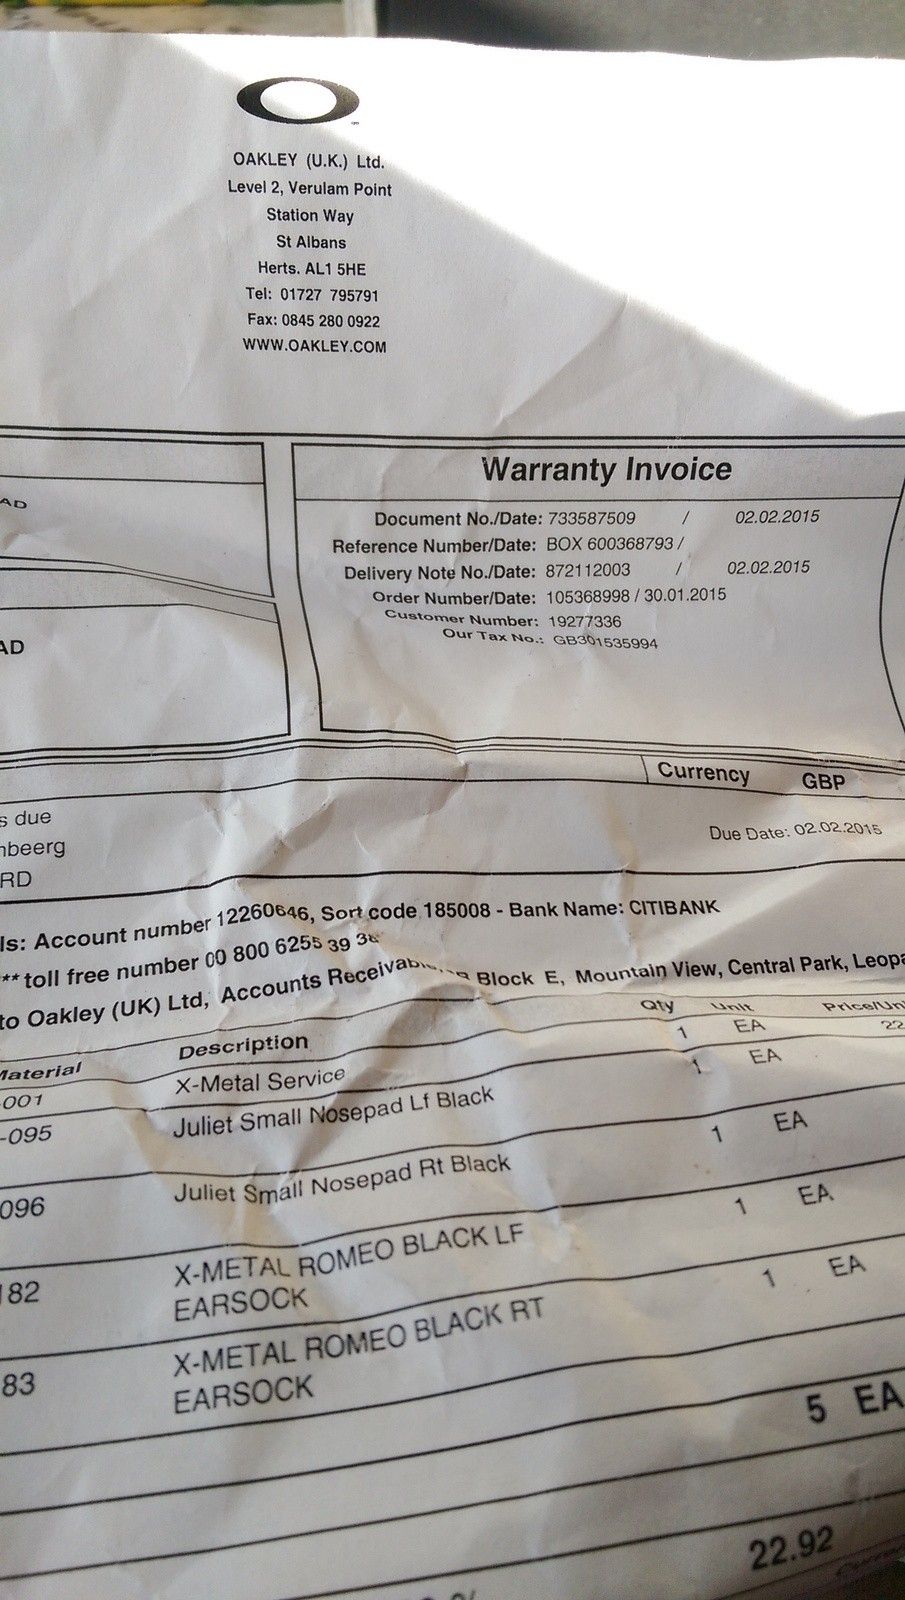 OAKLEY (U.K.) Ltd.
Level 2, Verulam Point
Station Way
St Albans
Herts. AL1 5HE
Tel: 01727 795791
Fax: 0845 280 0922
WWW.OAKLEY.COM
AD
AD
Warranty Invoice
Document No./Date: 733587509 / 02.02.2015
Reference Number/Date: BOX 600368793 /
Delivery Note No./Date: 872112003 / 02.02.2015
Order Number/Date: 105368998 / 30.01.2015
Customer Number: 19277336
Our Tax No.: GB301535994
Currency GBP
s due
nbeerg
RD
Due Date: 02.02.2015
ls: Account number 12260646, Sort code 185008 - Bank Name: CITIBANK
** toll free number 00 800 6255 39 38
to Oakley (UK) Ltd, Accounts Block E, Mountain View, Central Park, Leopa
Material Description Qty Unit Price/Un
-001 X-Metal Service 1 EA 22
-095 Juliet Small Nosepad Lf Black 1 EA
096 Juliet Small Nosepad Rt Black 1 EA
182 X-METAL ROMEO BLACK LF 1 EA
EARSOCK
83 X-METAL ROMEO BLACK RT 1 EA
EARSOCK
5 EA
22.92